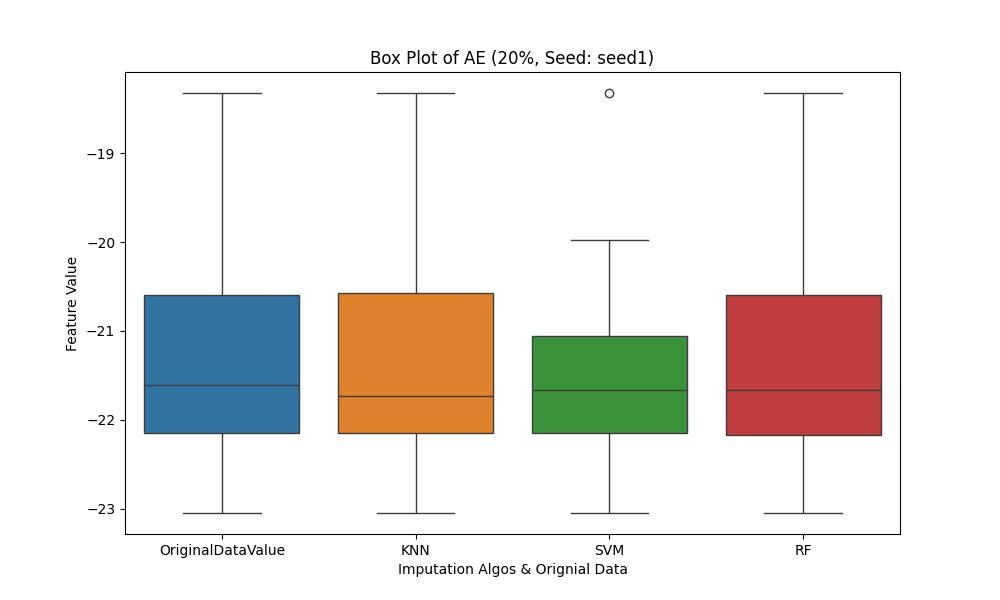 Box Plot of AE (20%, Seed: seed1)
−19
−20
−21
−22
−23
Feature Value
OriginalDataValue KNN SVM RF
Imputation Algos & Orignial Data